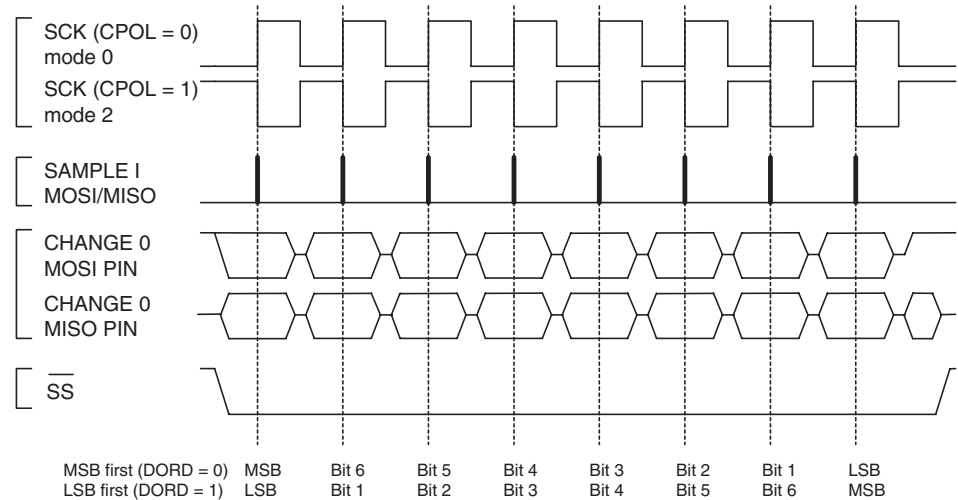 SCK (CPOL = 0)
mode 0
SCK (CPOL = 1)
mode 2
SAMPLE I
MOSI/MISO
CHANGE 0
MOSI PIN
CHANGE 0
MISO PIN
SS
MSB first (DORD = 0) MSB Bit 6 Bit 5 Bit 4 Bit 3 Bit 2 Bit 1 LSB
LSB first (DORD = 1) LSB Bit 1 Bit 2 Bit 3 Bit 4 Bit 5 Bit 6 MSB